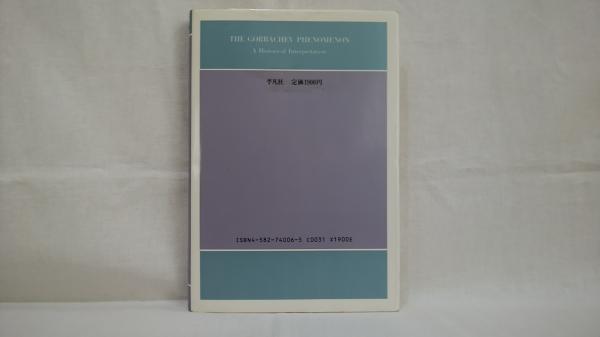 THE GORBACHEV PHENOMENON
A Historical Interpretation
平凡社 定価1900円
ISBN4-582-74006-5 C0031 ¥1900E